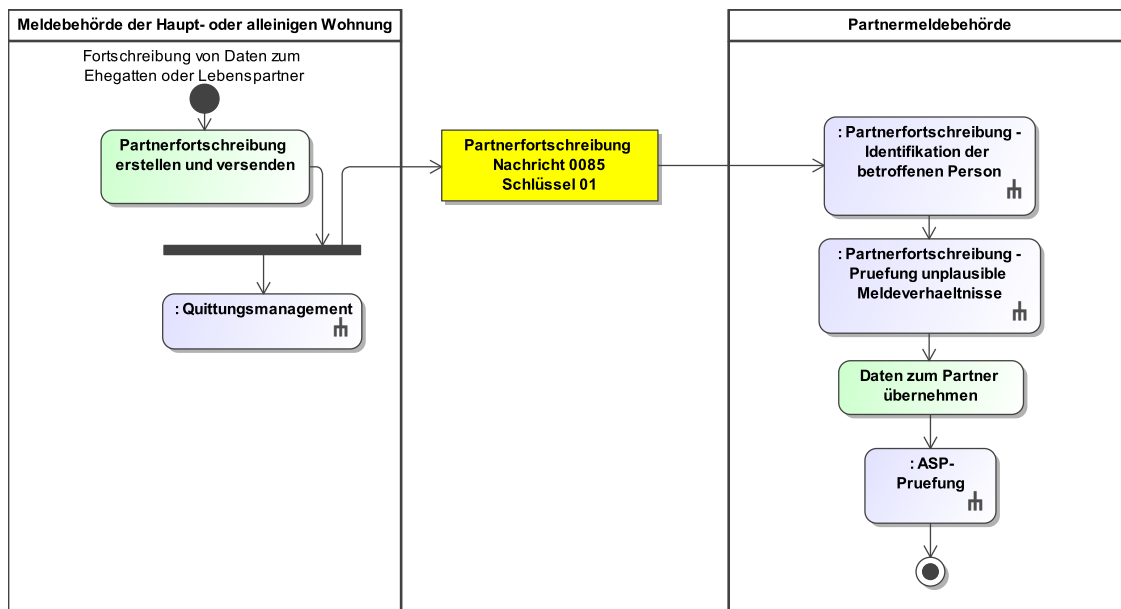 Meldebehörde der Haupt- oder alleinigen Wohnung
Fortschreibung von Daten zum
Ehegatten oder Lebenspartner
Partnerfortschreibung
erstellen und versenden
: Quittungsmanagement
Partnerfortschreibung
Nachricht 0085
Schlüssel 01
Partnermeldebehörde
: Partnerfortschreibung -
Identifikation der
betroffenen Person
: Partnerfortschreibung -
Pruefung unplausible
Meldeverhaeltnisse
Daten zum Partner
übernehmen
: ASP-
Pruefung